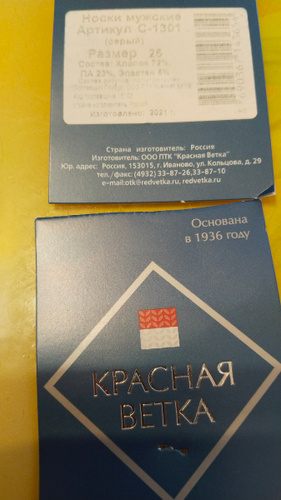 Носки мужские
Артикул С-1301
(серый)
Размер 25
Состав: Хлопок 72%
ПА 23%, Эластан 5%
Изготовлено: 2021
Страна изготовитель: Россия
Изготовитель: ООО ПТК "Красная Ветка"
Юр. адрес: Россия, 153015, г. Иваново, ул. Кольцова, д. 29
тел./факс: (4932) 33-87-26,33-87-10
e-mail:otk@redvetka.ru, redvetka.ru
Основана
в 1936 году
КРАСНАЯ
ВЕТКА